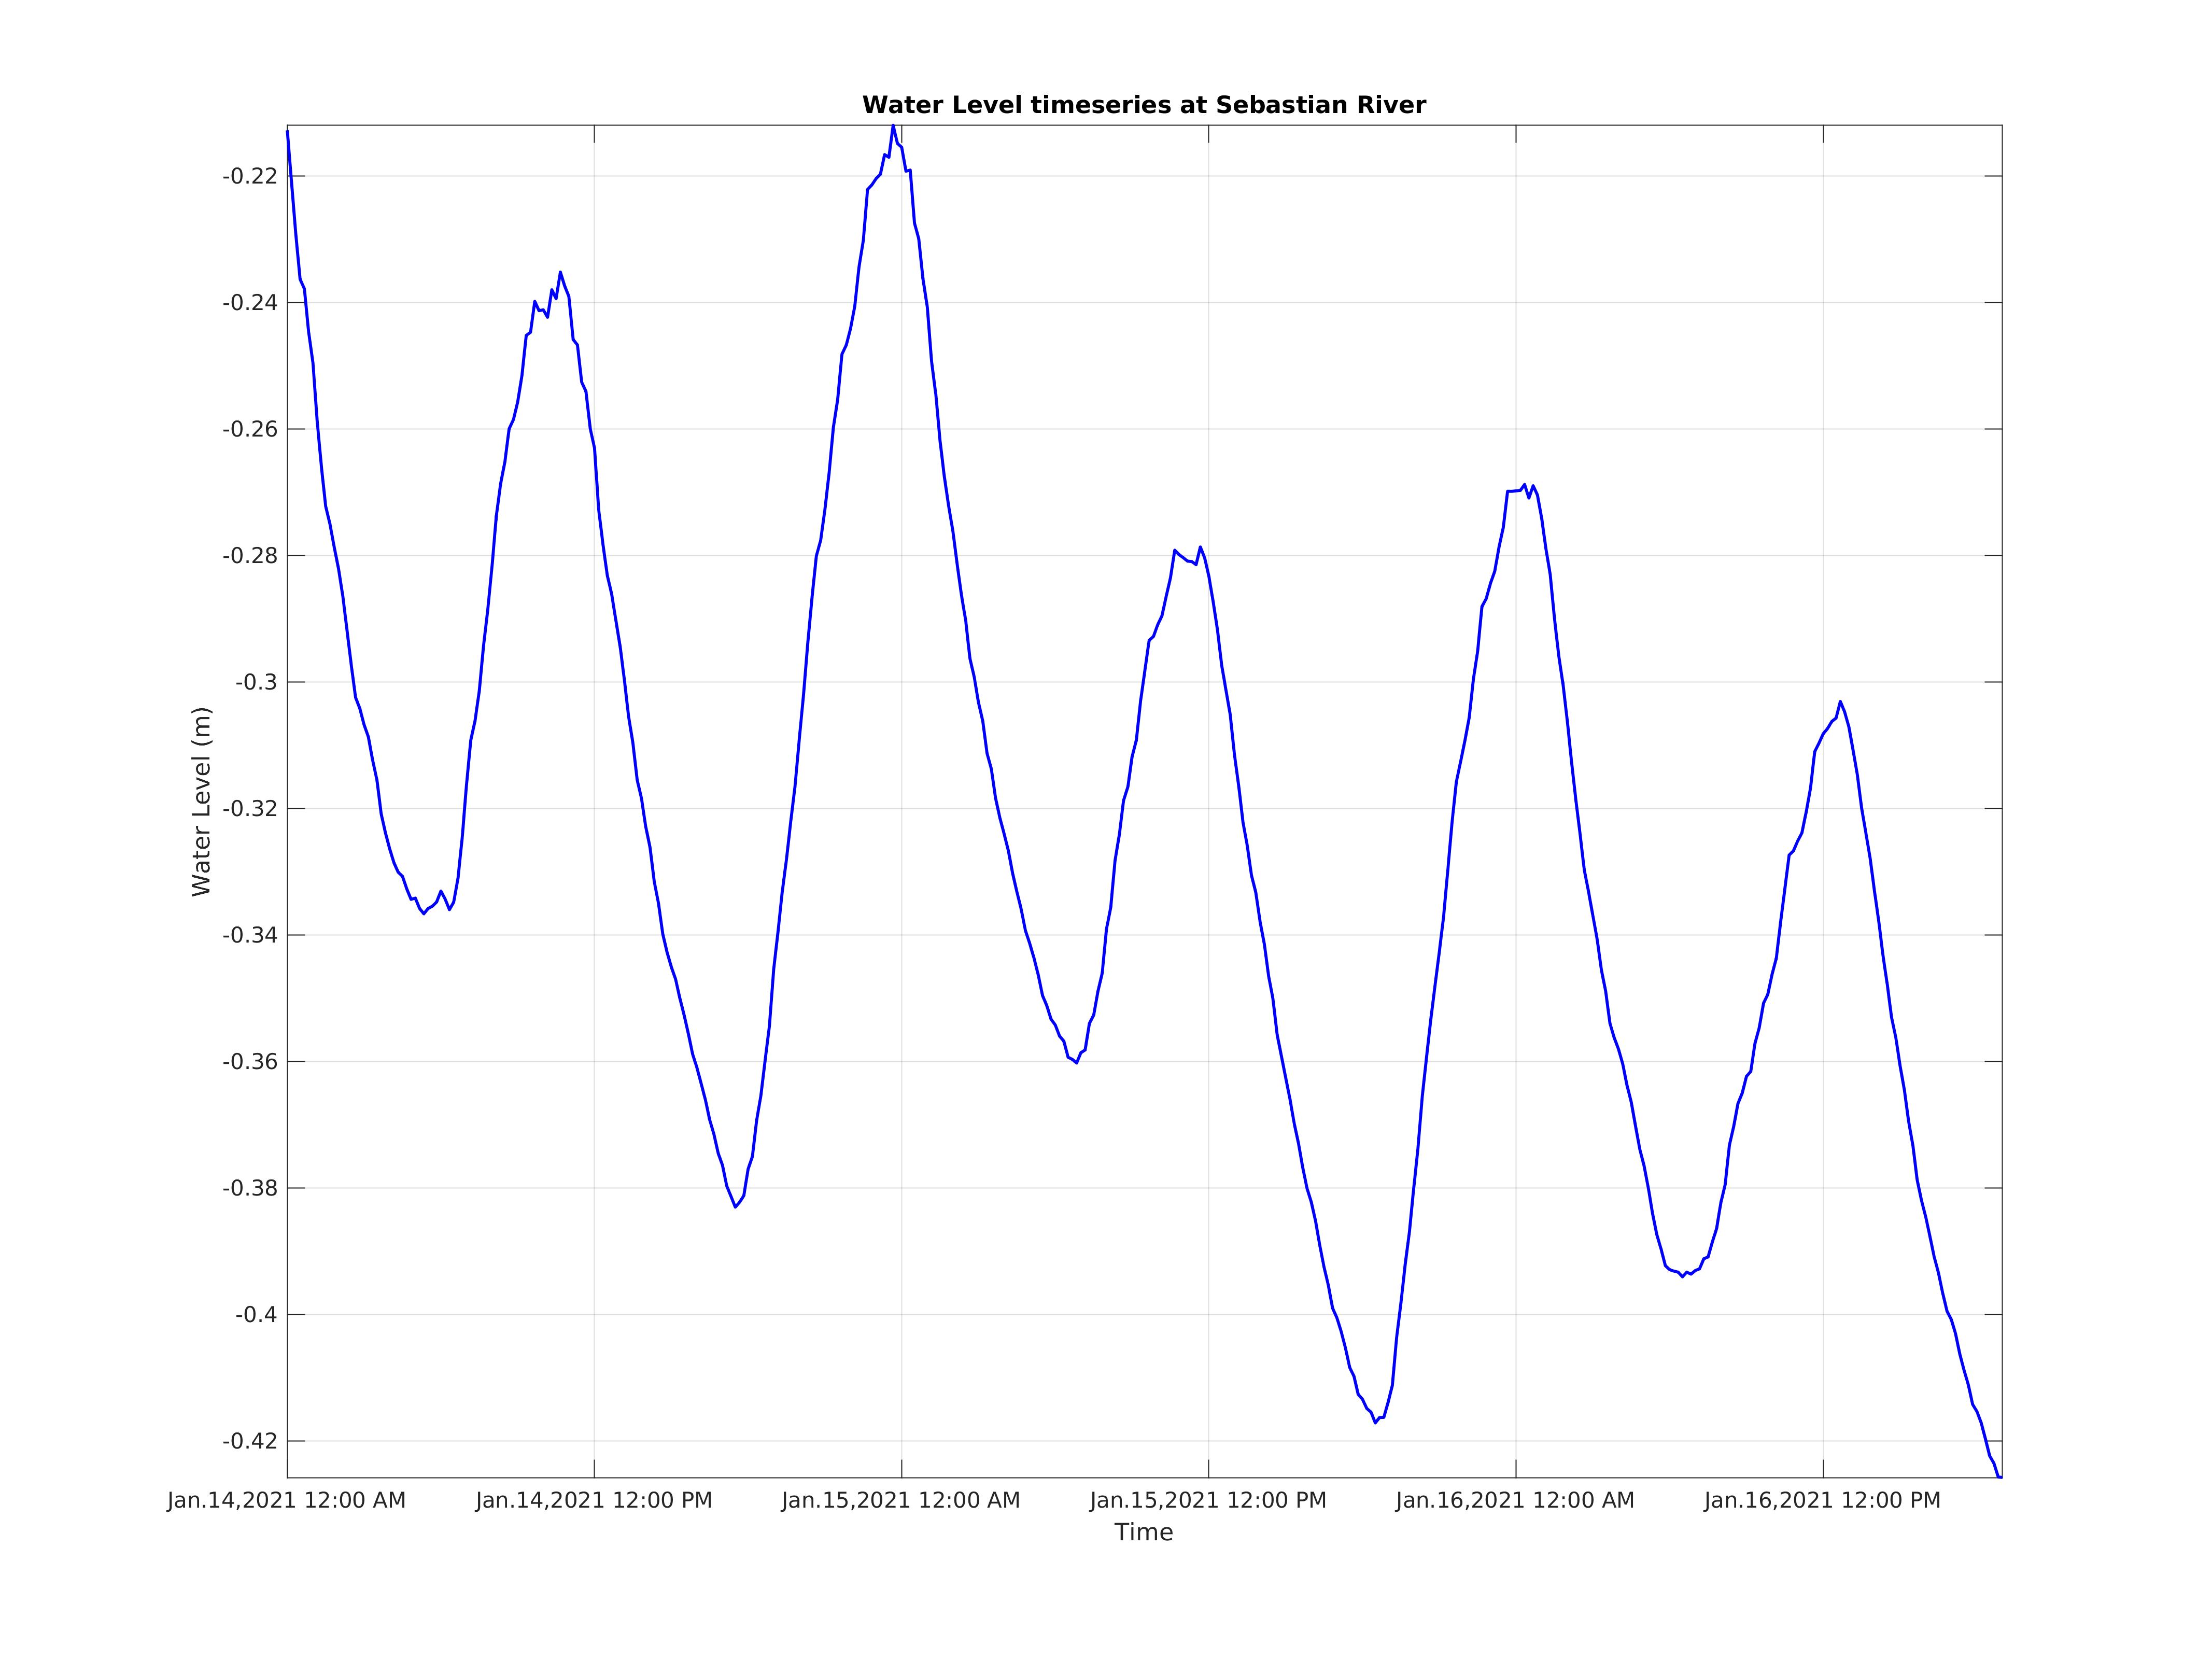 Water Level timeseries at Sebastian River
-0.22
-0.24
-0.26
-0.28
-0.3
-0.32
-0.34
-0.36
-0.38
-0.4
-0.42
Water Level (m)
Jan.14,2021 12:00 AM
Jan.14,2021 12:00 PM
Jan.15,2021 12:00 AM
Jan.15,2021 12:00 PM
Jan.16,2021 12:00 AM
Jan.16,2021 12:00 PM
Time